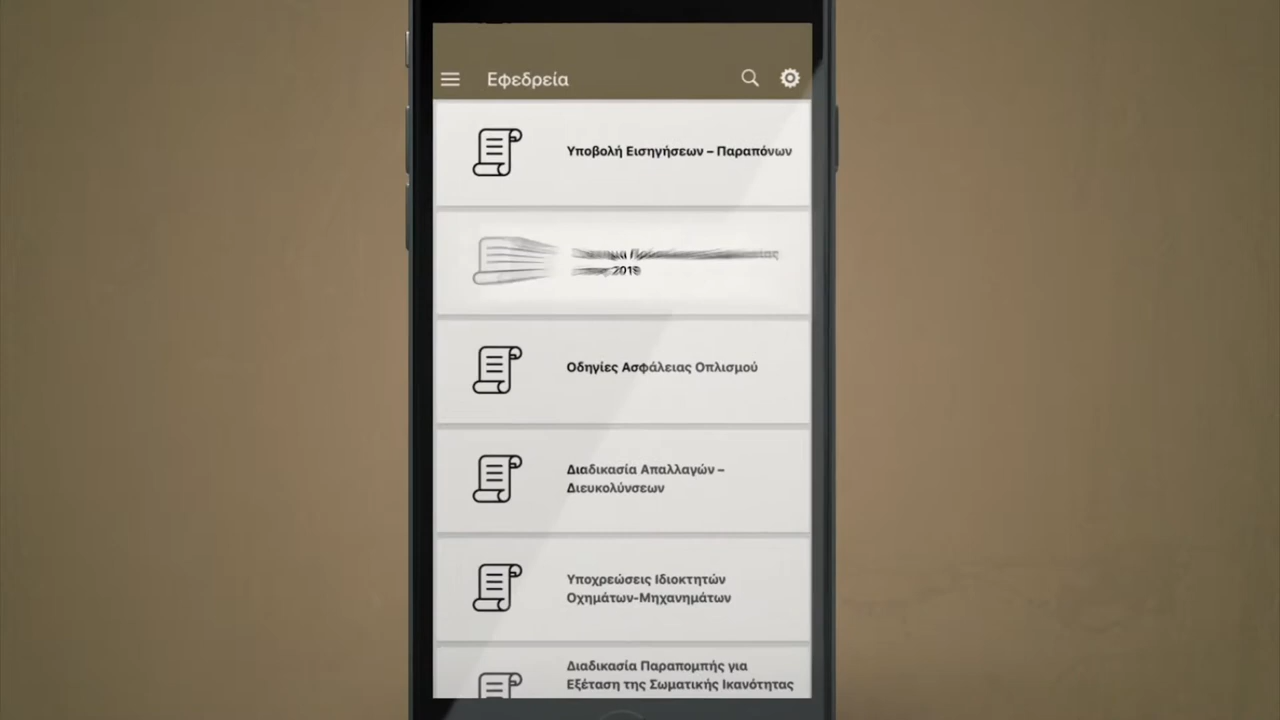 Εφεδρεία
Υποβολή Εισηγήσεων – Παραπόνων
2019
Οδηγίες Ασφάλειας Οπλισμού
Διαδικασία Απαλλαγών –
Διευκολύνσεων
Υποχρεώσεις Ιδιοκτητών
Οχημάτων-Μηχανημάτων
Διαδικασία Παραπομπής για
Εξέταση της Σωματικής Ικανότητας